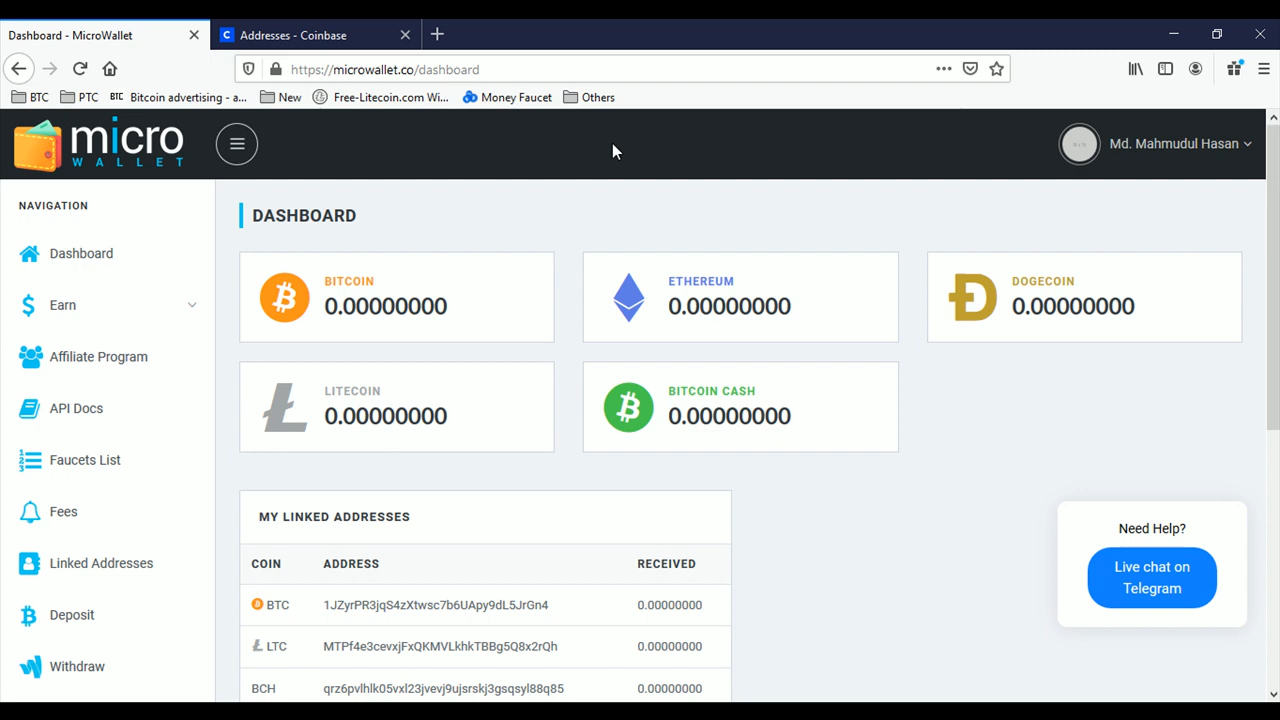 Dashboard - MicroWallet
Addresses - Coinbase
https://microwallet.co/dashboard
BTC PTC BTC Bitcoin advertising - a... New Free-Litecoin.com Wi... Money Faucet Others
micro
WALLET
Md. Mahmudul Hasan
NAVIGATION
Dashboard
Earn
Affiliate Program
API Docs
Faucets List
Fees
Linked Addresses
Deposit
Withdraw
DASHBOARD
BITCOIN
0.00000000
ETHEREUM
0.00000000
DOGECOIN
0.00000000
LITECOIN
0.00000000
BITCOIN CASH
0.00000000
MY LINKED ADDRESSES
COIN ADDRESS RECEIVED
BTC 1JZyrPR3jqS4zXtwsc7b6UApy9dL5JrGn4 0.00000000
LTC MTPf4e3cevxjFxQKMVLkhkTBBg5Q8x2rQh 0.00000000
BCH qrz6pvlhlk05vxl23jvevj9ujsrskj3gsqsyl88q85 0.00000000
Need Help?
Live chat on
Telegram